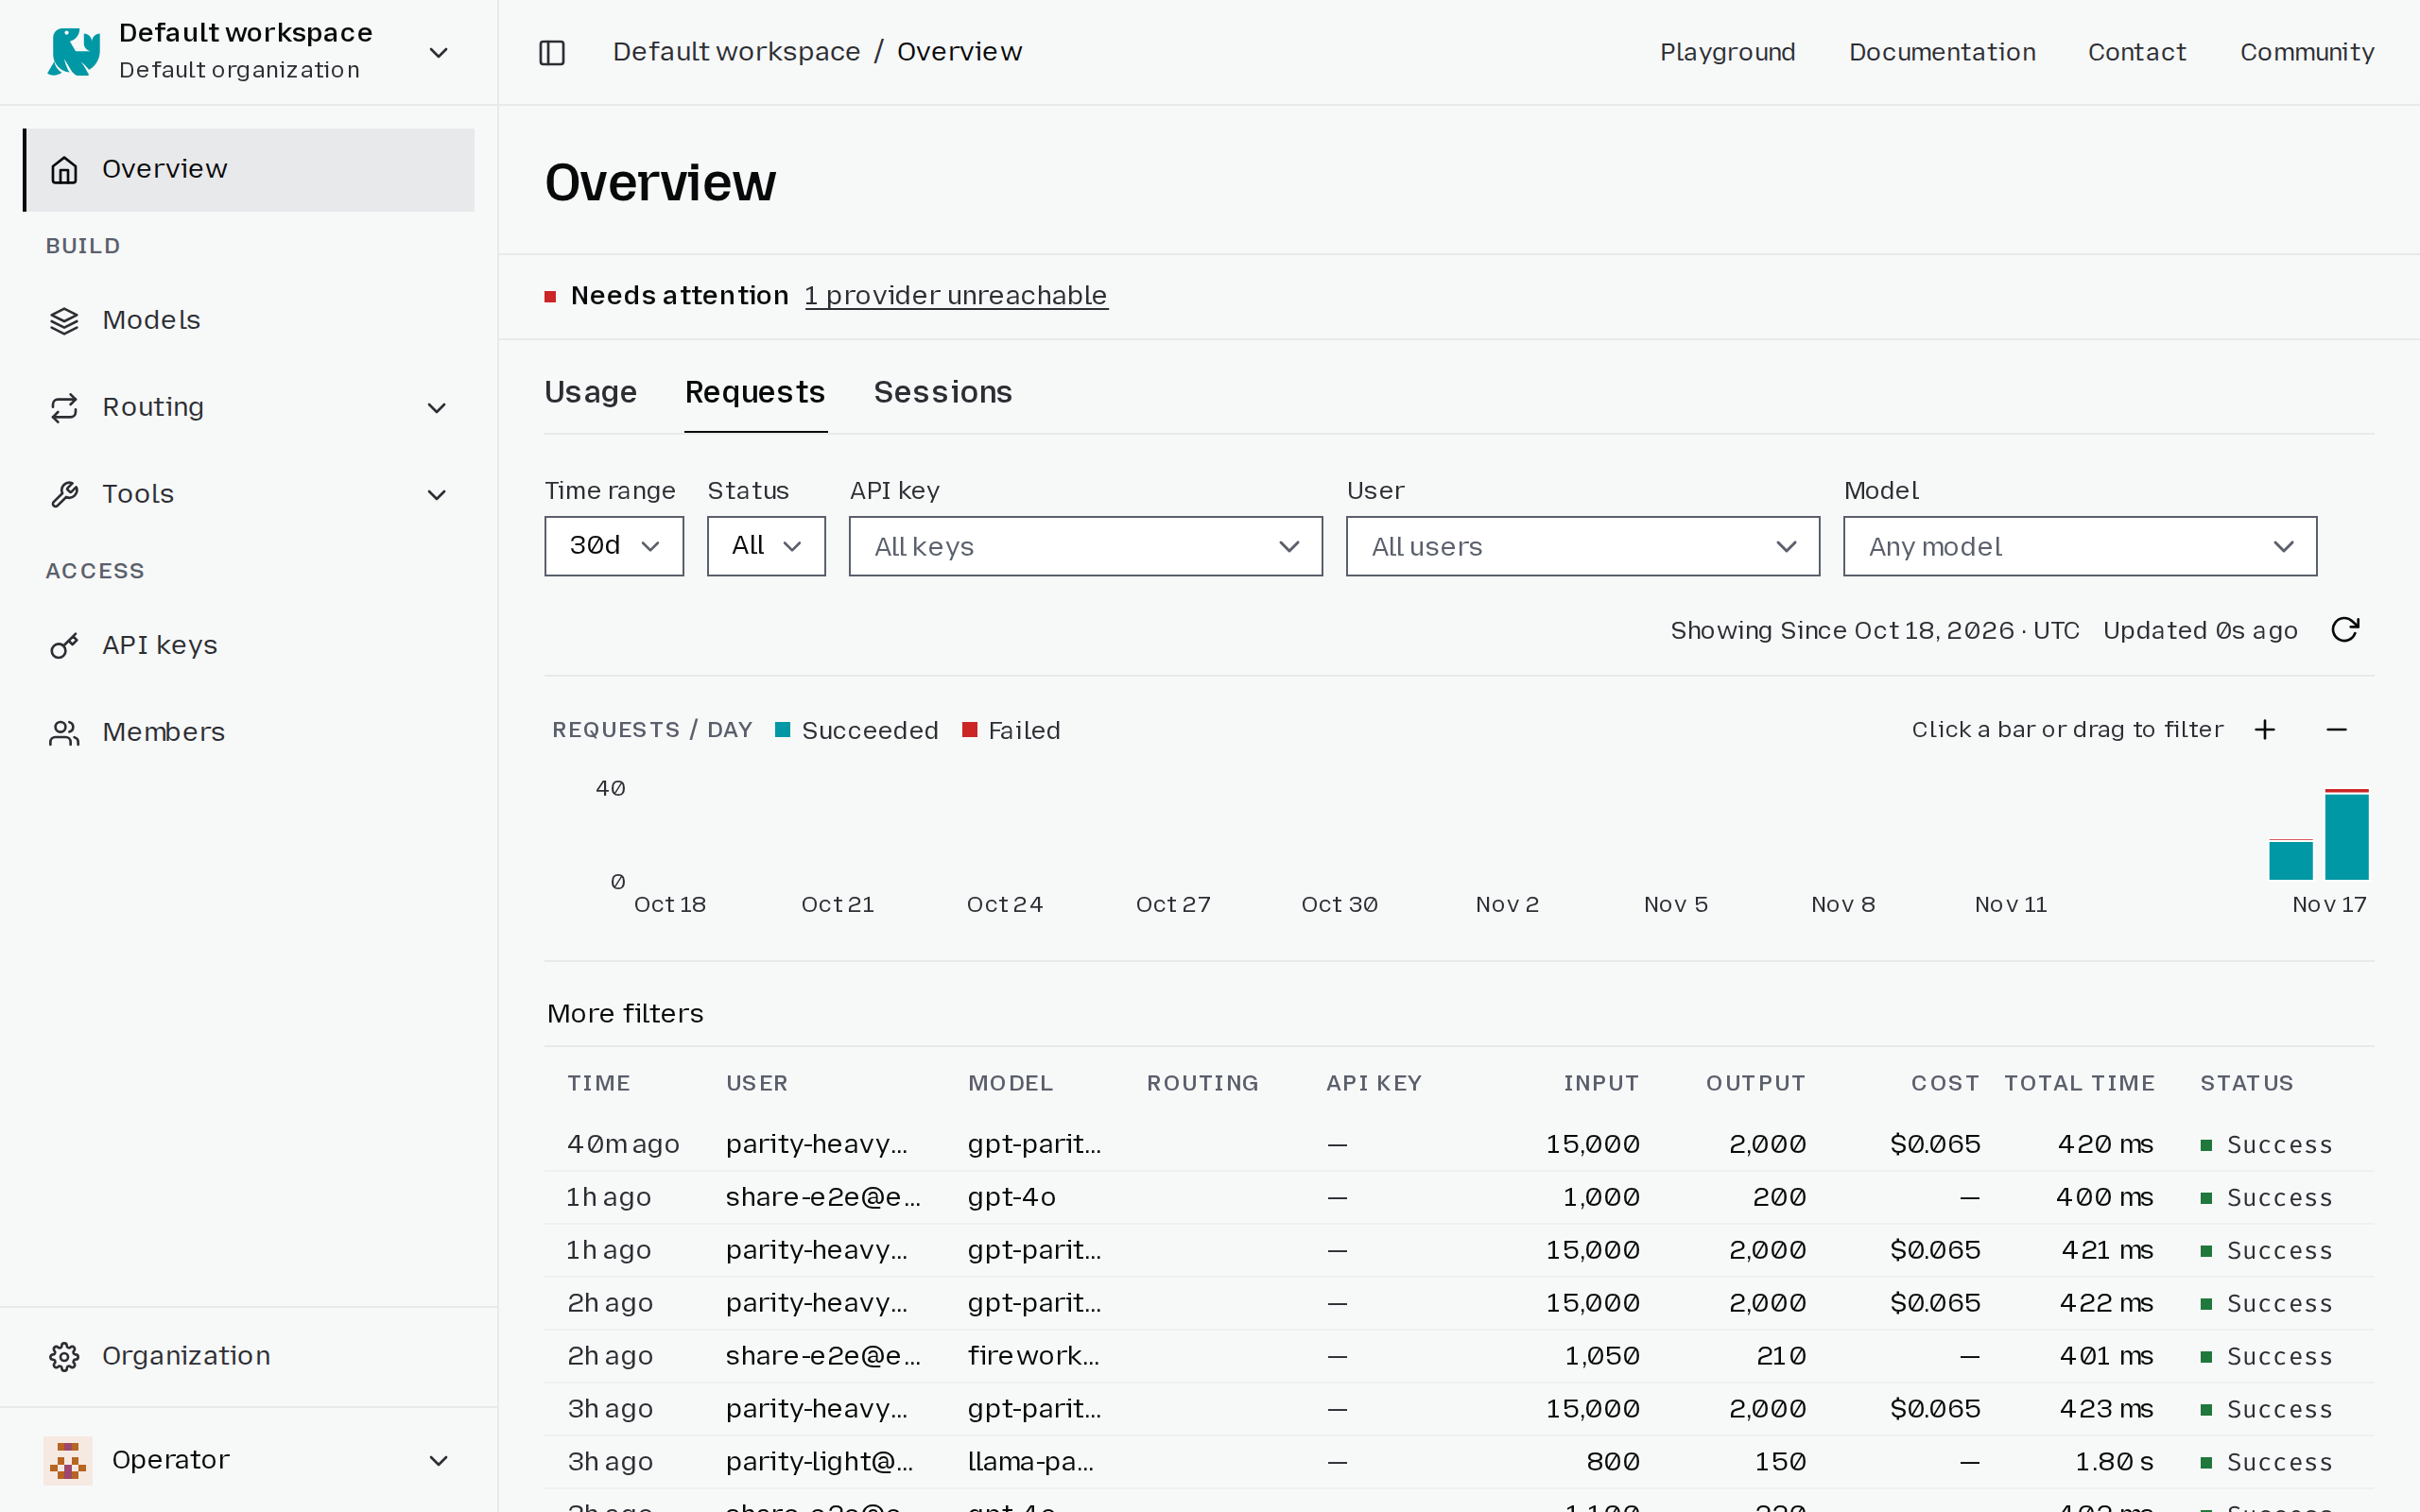 Default workspace
Default organization
Default workspace / Overview
Playground Documentation Contact Community
Overview
BUILD
Models
Routing
Tools
ACCESS
API keys
Members
Organization
Operator
Overview
Needs attention 1 provider unreachable
Usage Requests Sessions
Time range Status API key User Model
30d All All keys All users Any model
Showing Since Oct 18, 2026 · UTC Updated 0s ago
REQUESTS / DAY Succeeded Failed Click a bar or drag to filter + −
40
0
Oct 18 Oct 21 Oct 24 Oct 27 Oct 30 Nov 2 Nov 5 Nov 8 Nov 11 Nov 17
More filters
TIME USER MODEL ROUTING API KEY INPUT OUTPUT COST TOTAL TIME STATUS
40m ago parity-heavy… gpt-parit… — 15,000 2,000 $0.065 420 ms Success
1h ago share-e2e@e… gpt-4o — 1,000 200 — 400 ms Success
1h ago parity-heavy… gpt-parit… — 15,000 2,000 $0.065 421 ms Success
2h ago parity-heavy… gpt-parit… — 15,000 2,000 $0.065 422 ms Success
2h ago share-e2e@e… firework… — 1,050 210 — 401 ms Success
3h ago parity-heavy… gpt-parit… — 15,000 2,000 $0.065 423 ms Success
3h ago parity-light@… llama-pa… — 800 150 — 1.80 s Success